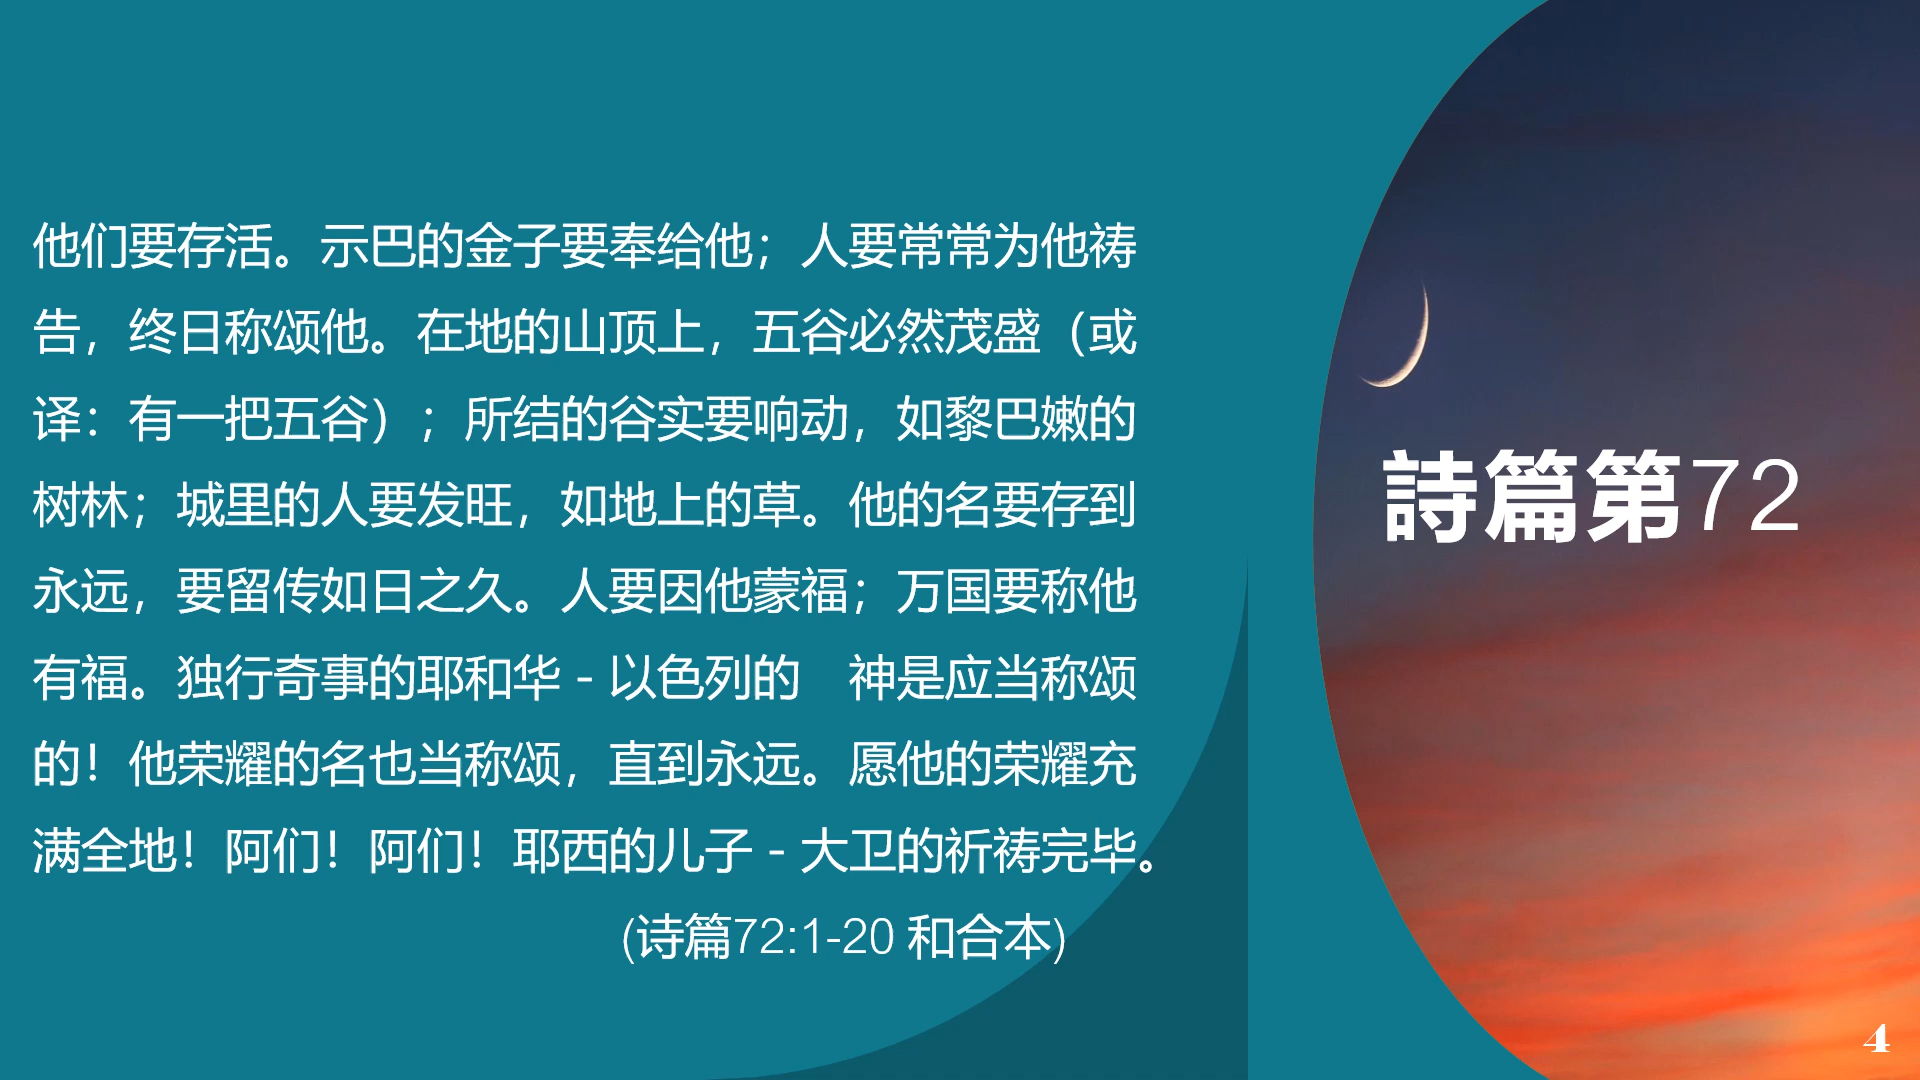 他们要存活。示巴的金子要奉给他；人要常常为他祷
告，终日称颂他。在地的山顶上，五谷必然茂盛（或
译：有一把五谷）；所结的谷实要响动，如黎巴嫩的
树林；城里的人要发旺，如地上的草。他的名要存到
永远，要留传如日之久。人要因他蒙福；万国要称他
有福。独行奇事的耶和华－以色列的　神是应当称颂
的！他荣耀的名也当称颂，直到永远。愿他的荣耀充
满全地！阿们！阿们！耶西的儿子－大卫的祈祷完毕。
(诗篇72:1-20 和合本)
詩篇第72
4